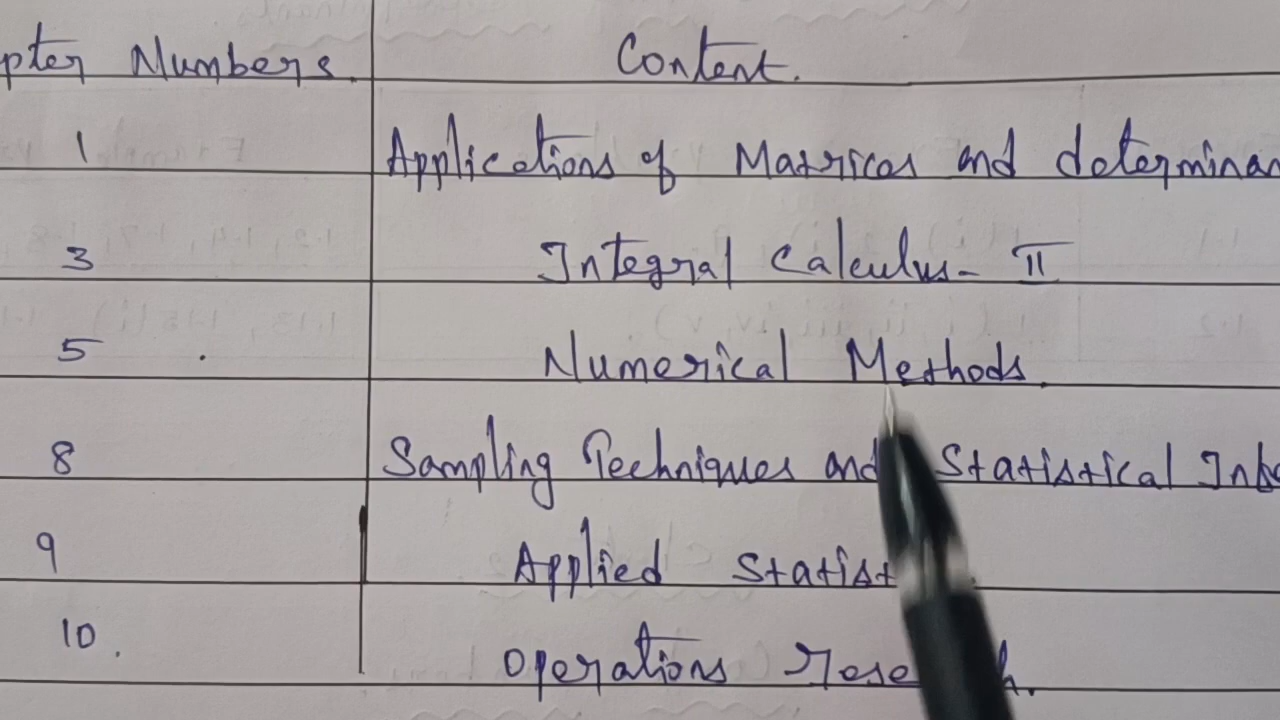 pter Numbers. Content.
1 Applications of Matrices and determinan
3 Integral Calculus - II
5 . Numerical Methods.
8 Sampling Techniques and Statistical Inf
9 Applied Statist
10. Operations rese h.